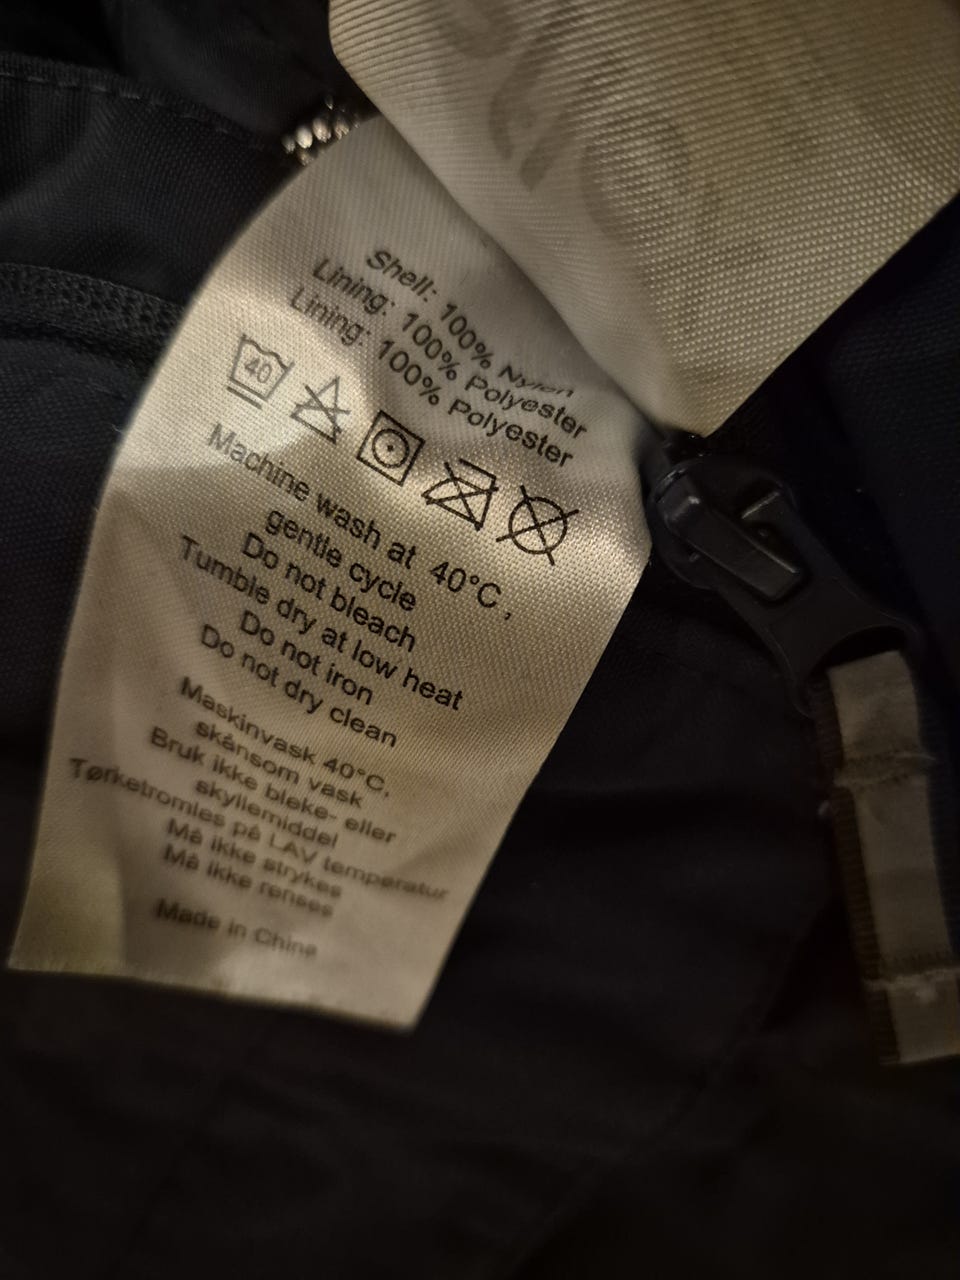 Shell: 100% Nylon
Lining: 100% Polyester
Lining: 100% Polyester
40
Machine wash at 40°C,
gentle cycle
Do not bleach
Tumble dry at low heat
Do not iron
Do not dry clean
Maskinvask 40°C,
skånsom vask
Bruk ikke bleke- eller
skyllemiddel
Tørketromles på LAV temperatur
Må ikke strykes
Må ikke renses
Made in China